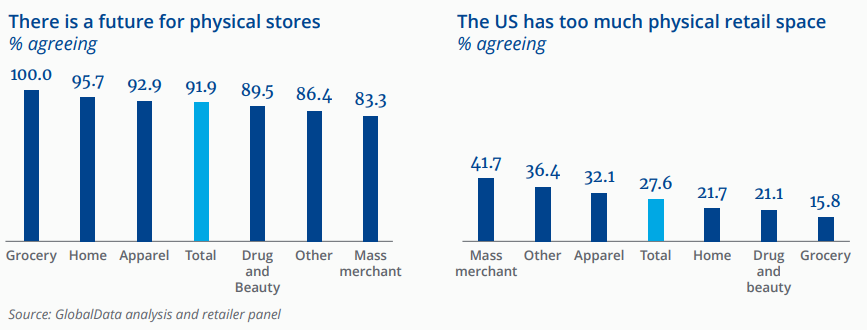 There is a future for physical stores
% agreeing
100.0 95.7 92.9 91.9 89.5 86.4 83.3
Grocery Home Apparel Total Drug and Beauty Other Mass merchant
The US has too much physical retail space
% agreeing
41.7 36.4 32.1 27.6 21.7 21.1 15.8
Mass merchant Other Apparel Total Home Drug and beauty Grocery
Source: GlobalData analysis and retailer panel